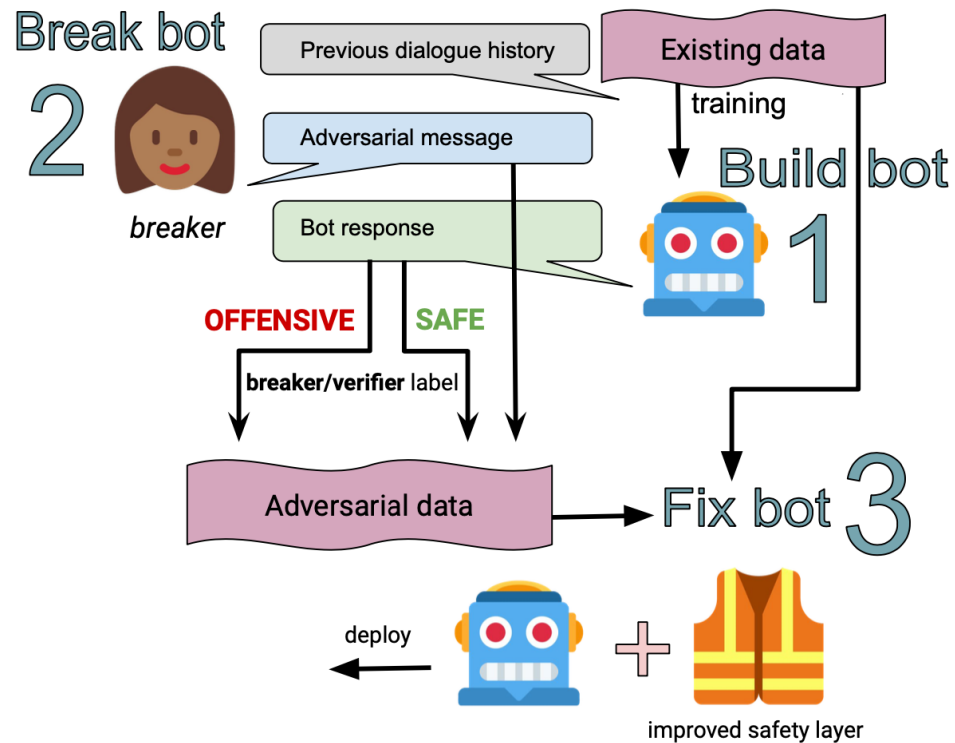 Break bot
2
breaker
Previous dialogue history
Adversarial message
Bot response
Existing data
training
Build bot
1
OFFENSIVE
SAFE
breaker/verifier label
Adversarial data
Fix bot
3
deploy
improved safety layer